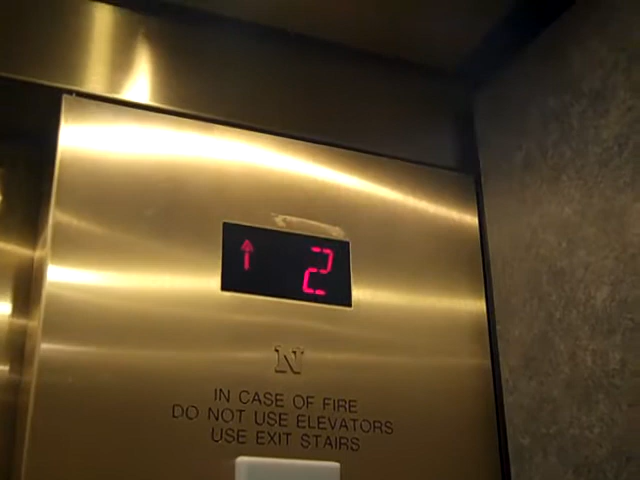 ↑ 2
N
IN CASE OF FIRE
DO NOT USE ELEVATORS
USE EXIT STAIRS